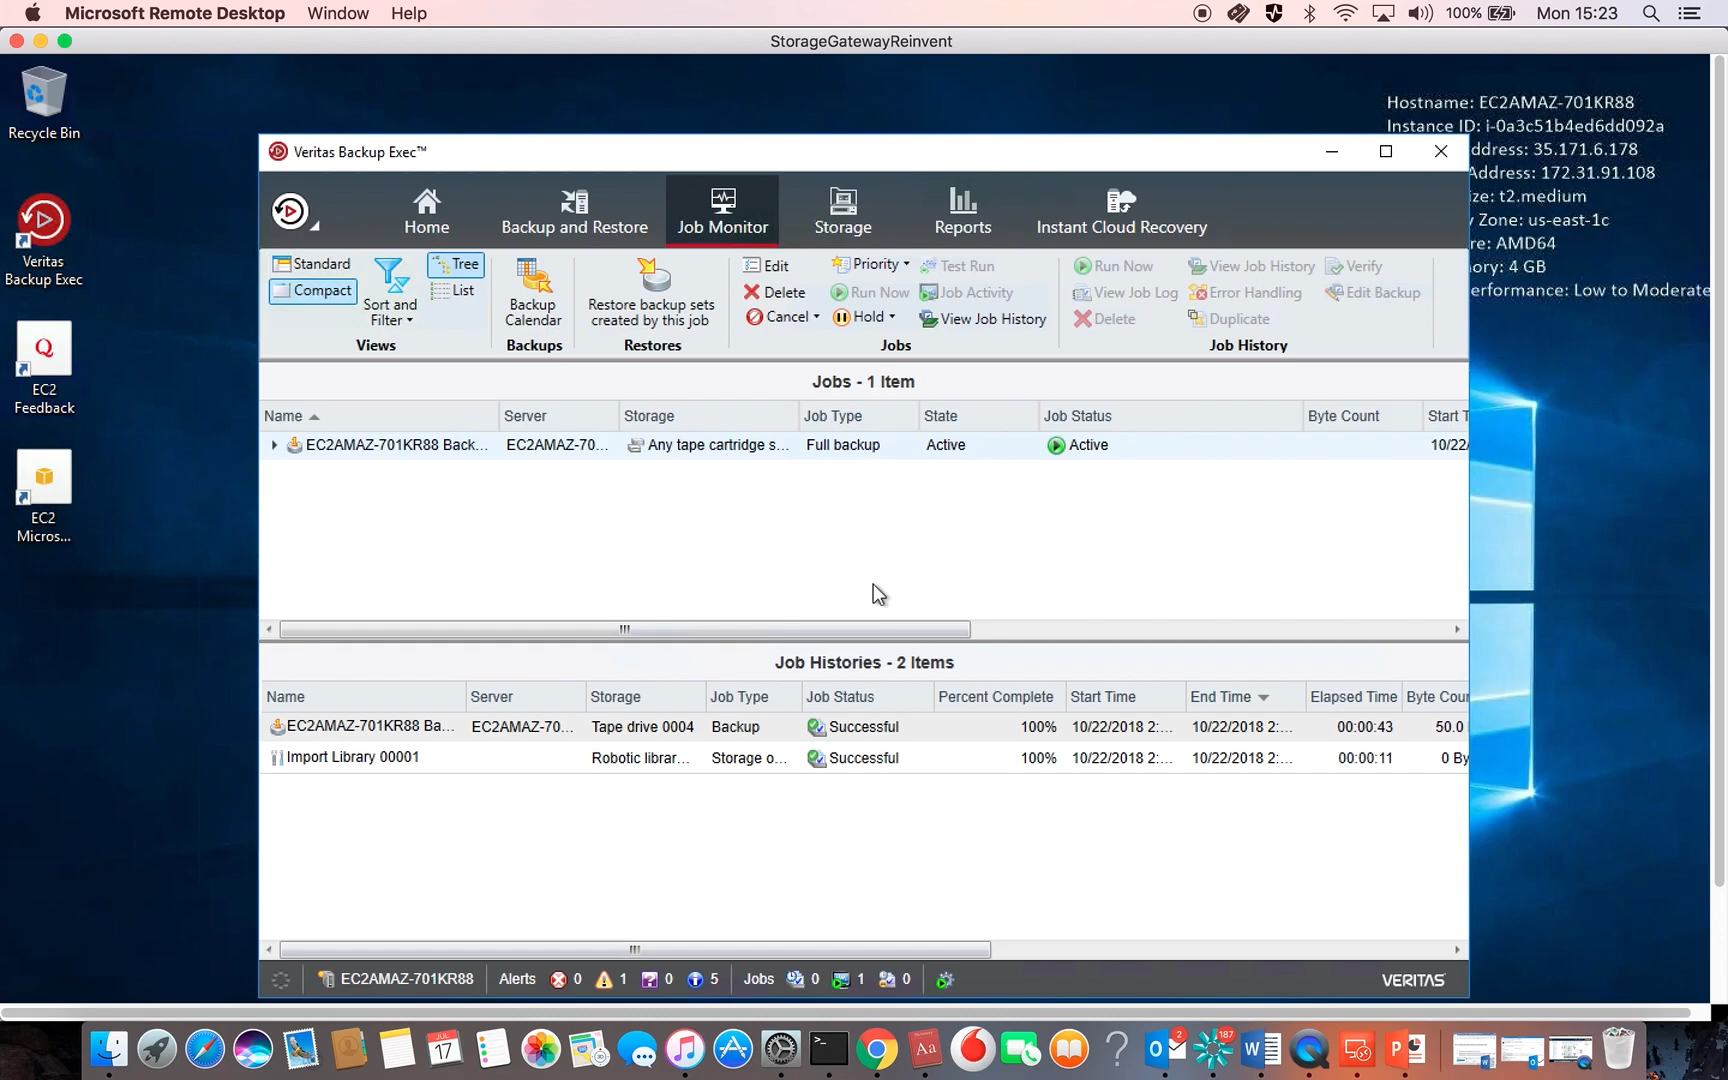 Microsoft Remote Desktop Window Help 100% Mon 15:23
StorageGatewayReinvent
Recycle Bin
Veritas
Backup Exec
EC2
Feedback
EC2
Micros...
Hostname: EC2AMAZ-701KR88
Instance ID: i-0a3c51b4ed6dd092a
ddress: 35.171.6.178
Address: 172.31.91.108
ize: t2.medium
y Zone: us-east-1c
re: AMD64
ory: 4 GB
erformance: Low to Moderate
Veritas Backup Exec™
Home Backup and Restore Job Monitor Storage Reports Instant Cloud Recovery
Standard
Compact
Sort and
Filter
Tree
List
Views
Backup
Calendar
Backups
Restore backup sets
created by this job
Restores
Edit Priority Test Run
Delete Run Now Job Activity
Cancel Hold View Job History
Jobs
Run Now View Job History Verify
View Job Log Error Handling Edit Backup
Delete Duplicate
Job History
Jobs - 1 Item
Name Server Storage Job Type State Job Status Byte Count Start T
EC2AMAZ-701KR88 Back... EC2AMAZ-70... Any tape cartridge s... Full backup Active Active 10/22/
Job Histories - 2 Items
Name Server Storage Job Type Job Status Percent Complete Start Time End Time Elapsed Time Byte Cour
EC2AMAZ-701KR88 Ba... EC2AMAZ-70... Tape drive 0004 Backup Successful 100% 10/22/2018 2:... 10/22/2018 2:... 00:00:43 50.0
Import Library 00001 Robotic librar... Storage o... Successful 100% 10/22/2018 2:... 10/22/2018 2:... 00:00:11 0 By
EC2AMAZ-701KR88 Alerts 0 1 0 5 Jobs 0 1 0 VERITAS
JUL
17
2
187